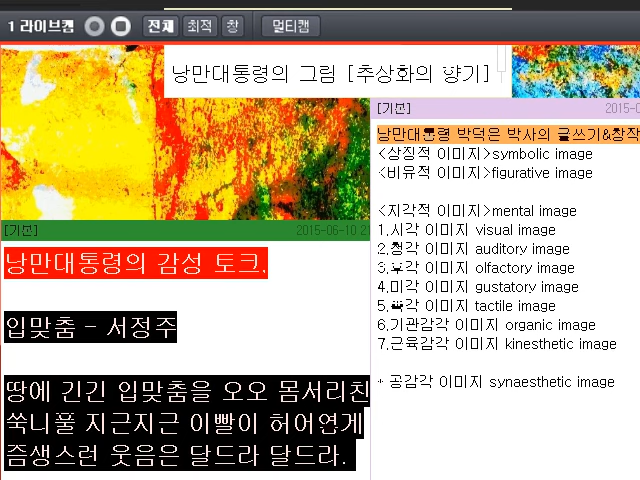 1 라이브캠 전체 최적 창 멀티캠
낭만대통령의 그림 [추상화의 향기]
[기본] 2015-06-10 21
낭만대통령의 감성 토크.
입맞춤 - 서정주
땅에 긴긴 입맞춤을 오오 몸서리친
쑥니풀 지근지근 이빨이 허어연게
즘생스런 웃음은 달드라 달드라.
[기본] 2015-0
낭만대통령 박덕은 박사의 글쓰기&창작
<상징적 이미지>symbolic image
<비유적 이미지>figurative image
<지각적 이미지>mental image
1.시각 이미지 visual image
2.청각 이미지 auditory image
3.후각 이미지 olfactory image
4.미각 이미지 gustatory image
5.촉각 이미지 tactile image
6.기관감각 이미지 organic image
7.근육감각 이미지 kinesthetic image
+ 공감각 이미지 synaesthetic image